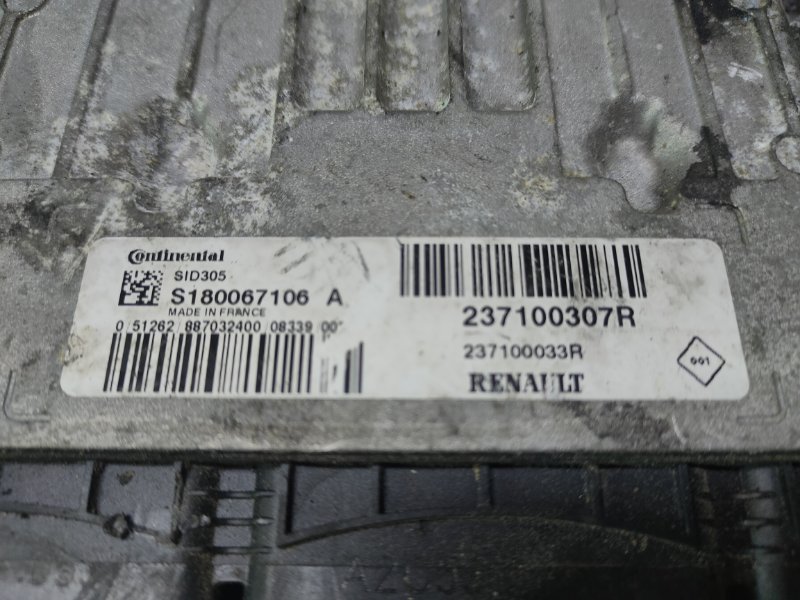 Continental
SID305
S180067106 A
MADE IN FRANCE
0/51262/887032400/08339 00"
237100307R
237100033R
RENAULT
001